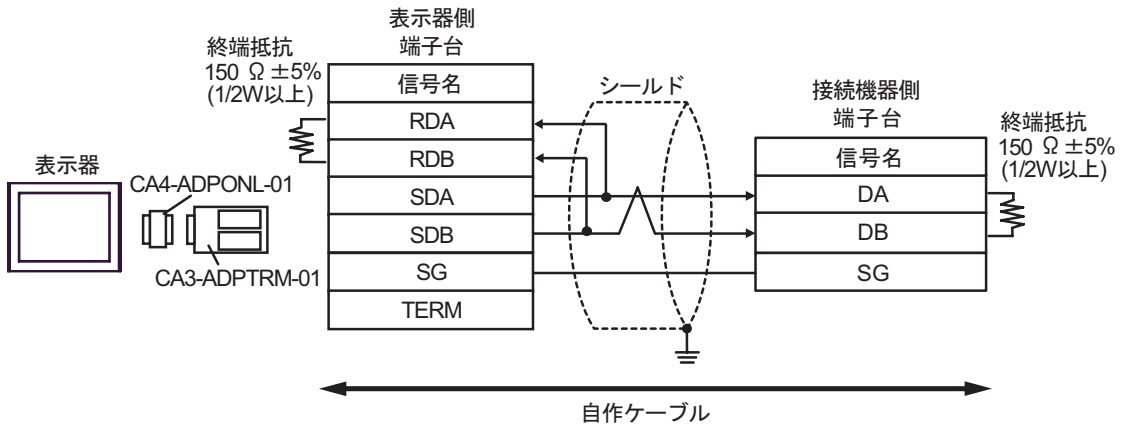 表示器側
端子台
終端抵抗
150 Ω ±5%
(1/2W以上)
信号名
RDA
RDB
SDA
SDB
SG
TERM
シールド
接続機器側
端子台
信号名
DA
DB
SG
終端抵抗
150 Ω ±5%
(1/2W以上)
表示器
CA4-ADPONL-01
CA3-ADPTRM-01
自作ケーブル